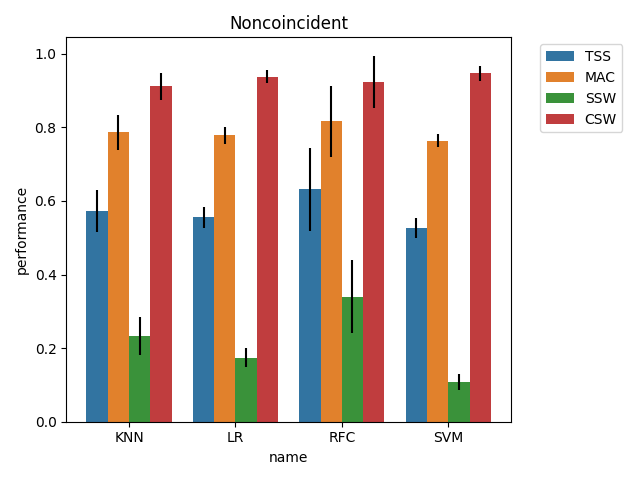 Noncoincident
TSS
MAC
SSW
CSW
performance
1.0
0.8
0.6
0.4
0.2
0.0
KNN
LR
RFC
SVM
name